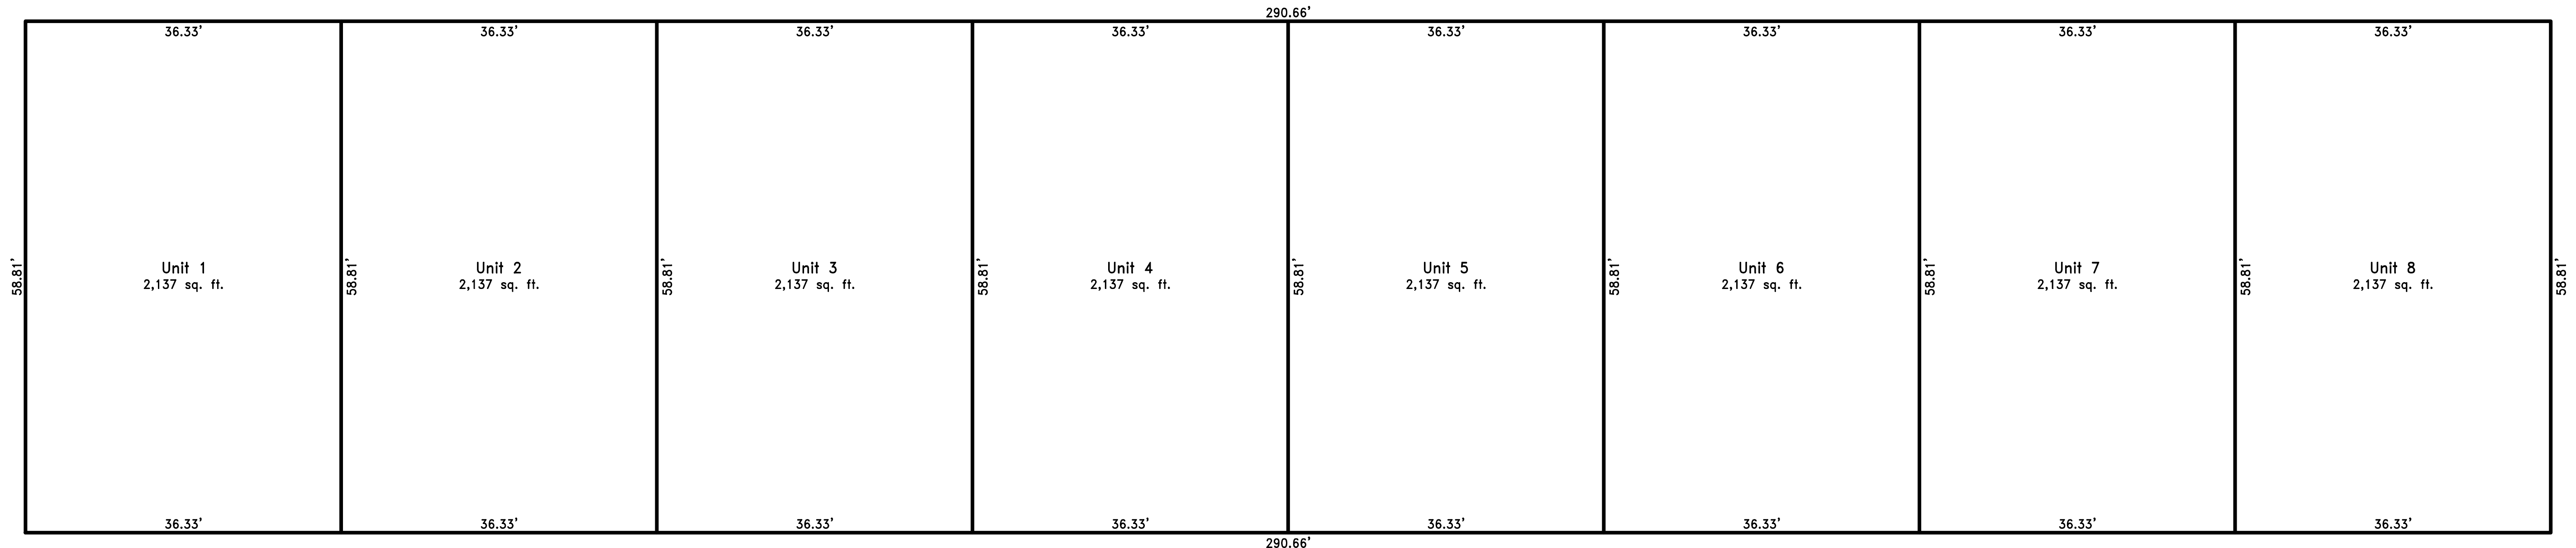 290.66'
36.33' 36.33' 36.33' 36.33' 36.33' 36.33' 36.33' 36.33'
58.81' 58.81' 58.81' 58.81' 58.81' 58.81' 58.81' 58.81' 58.81'
Unit 1 Unit 2 Unit 3 Unit 4 Unit 5 Unit 6 Unit 7 Unit 8
2,137 sq. ft. 2,137 sq. ft. 2,137 sq. ft. 2,137 sq. ft. 2,137 sq. ft. 2,137 sq. ft. 2,137 sq. ft. 2,137 sq. ft.
36.33' 36.33' 36.33' 36.33' 36.33' 36.33' 36.33' 36.33'
290.66'